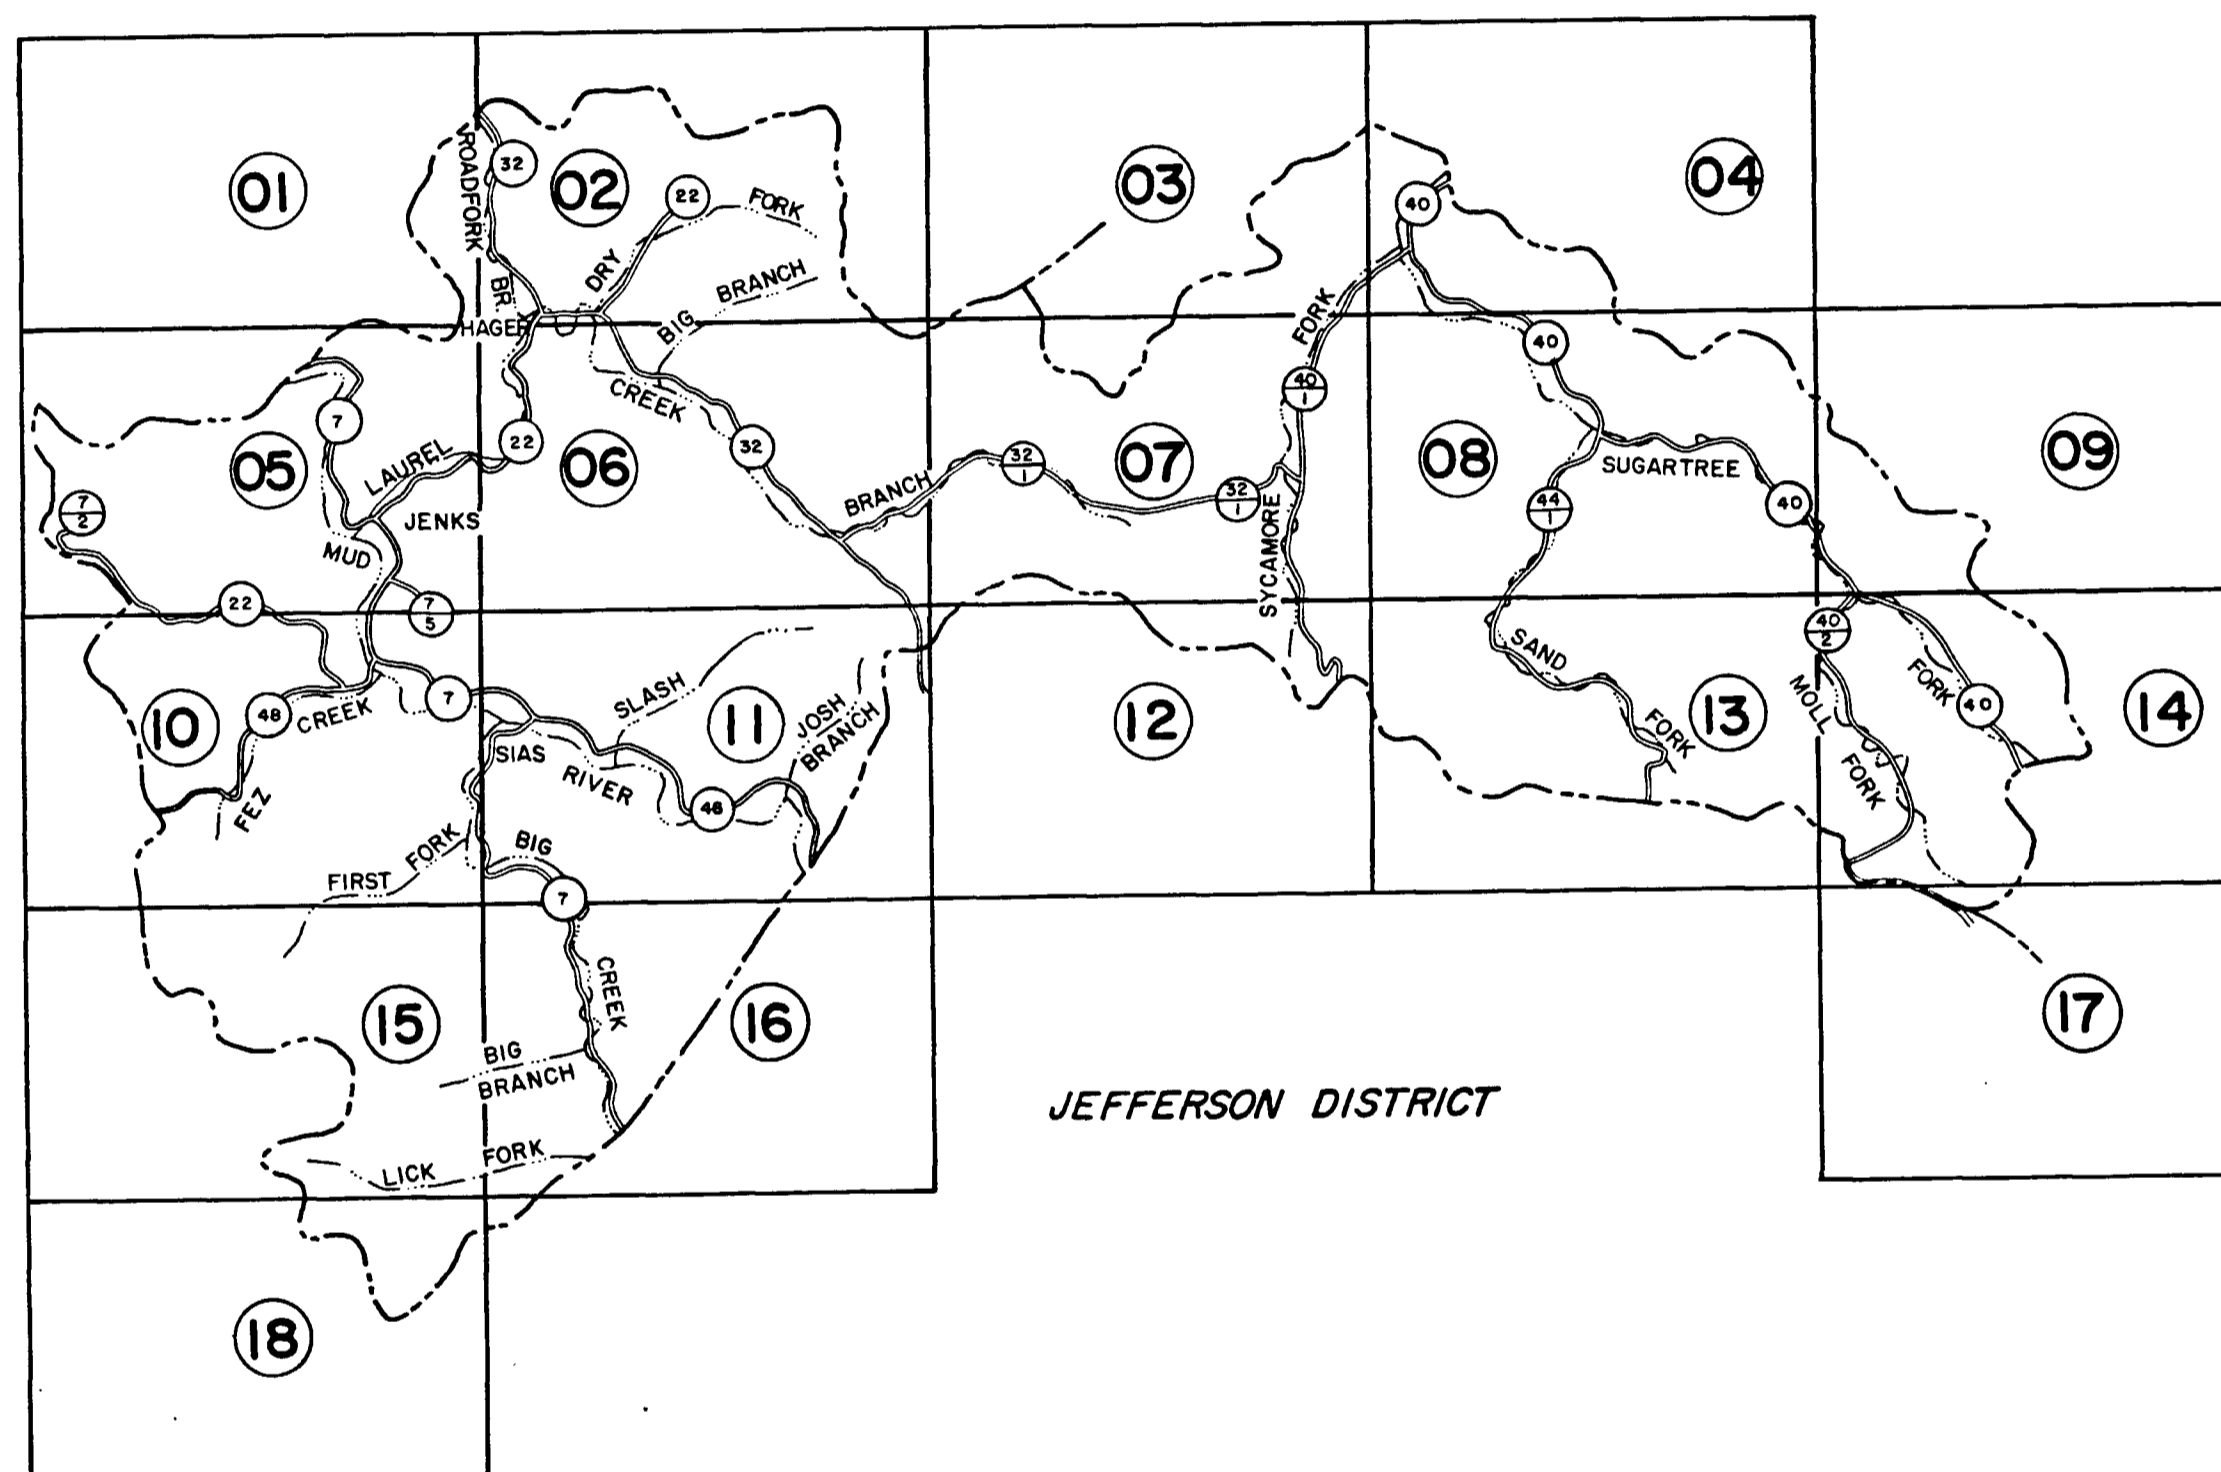 01
02
03
04
05
06
07
08
09
10
11
12
13
14
15
16
17
18
ROADFORK
BR.
32
22
DRY
FORK
BIG
BRANCH
HAGER
CREEK
32
22
7
LAUREL
JENKS
MUD
7
2
22
7
5
48
CREEK
FEZ
7
SIAS
RIVER
SLASH
JOSH
BRANCH
46
FIRST
FORK
BIG
7
CREEK
BIG
BRANCH
LICK
FORK
BRANCH
32
1
32
1
SYCAMORE
FORK
40
1
40
40
SUGARTREE
44
1
40
SAND
FORK
40
2
MOLL
FORK
FORK
40
JEFFERSON DISTRICT